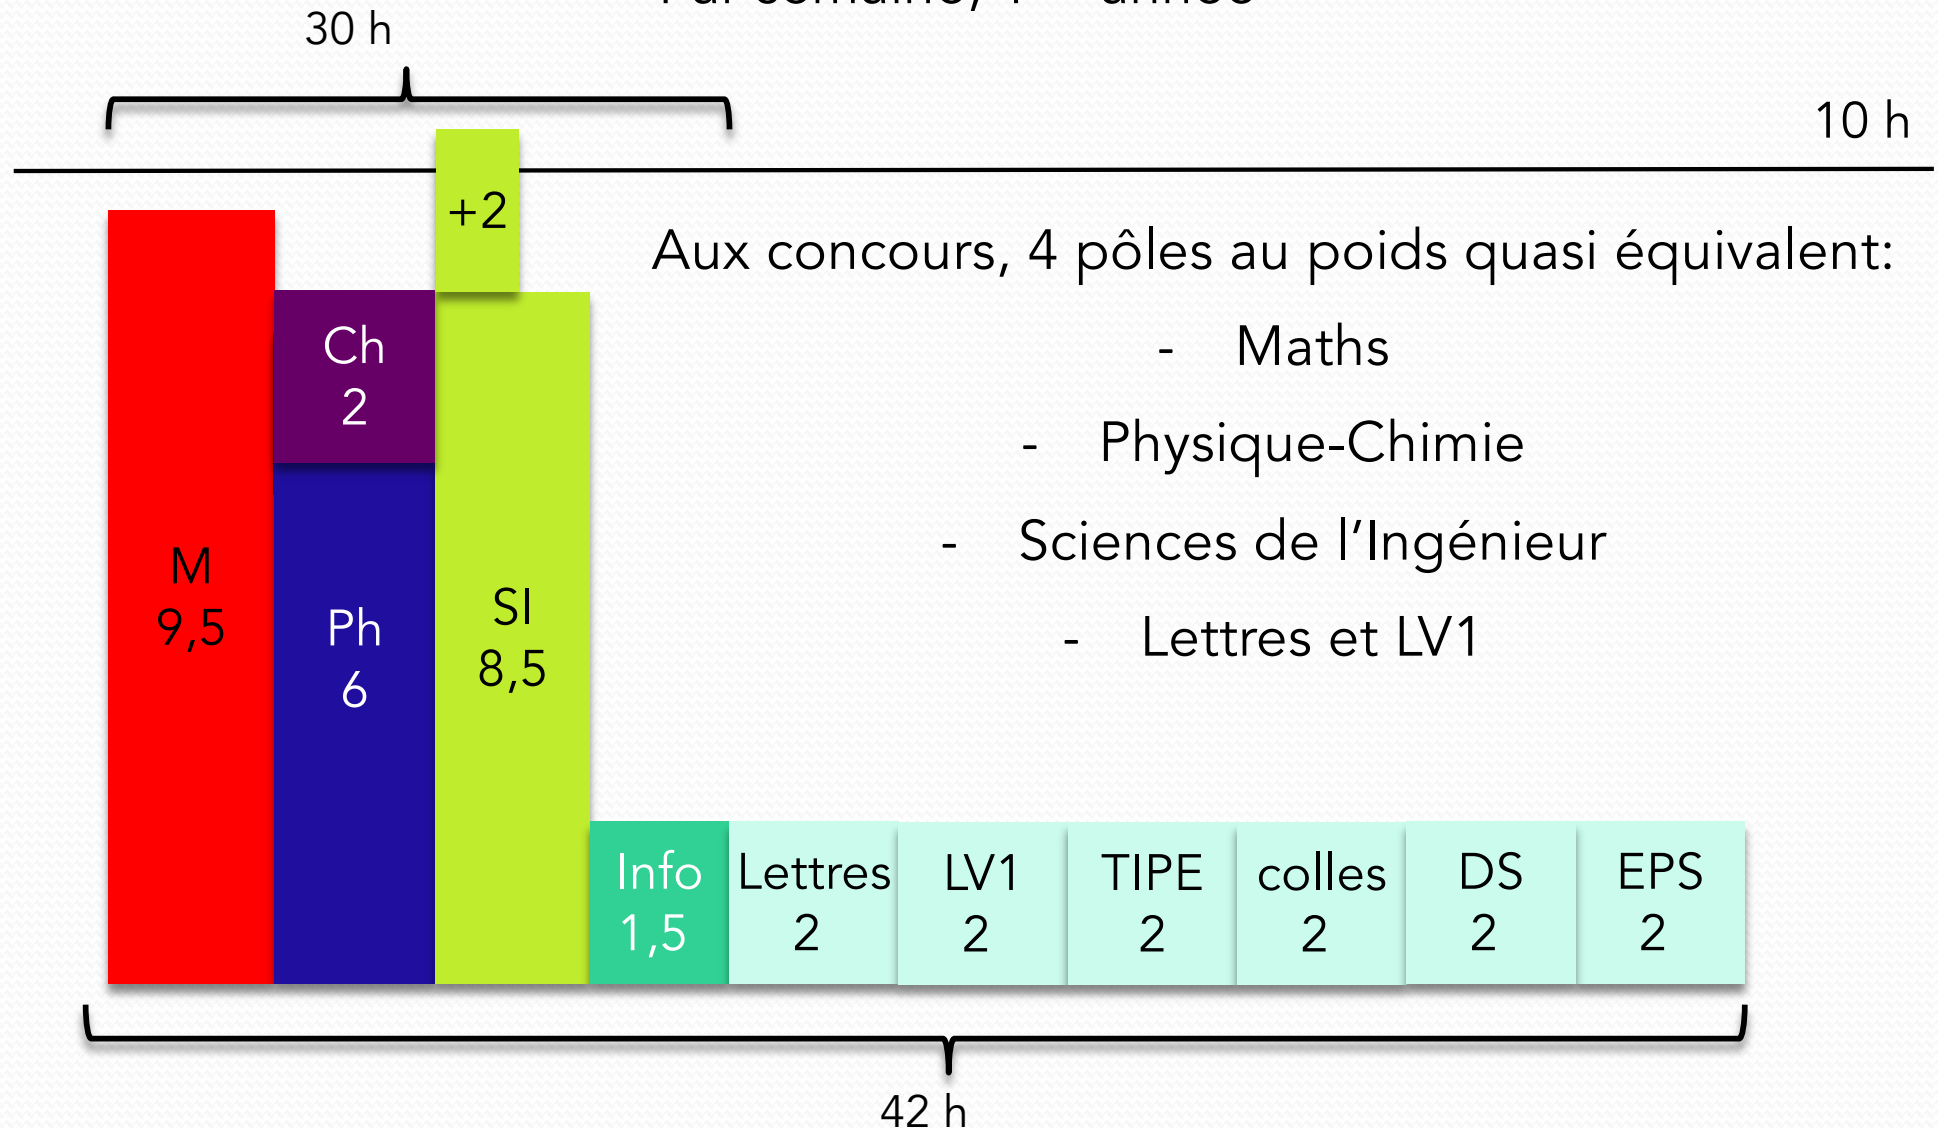 30 h
10 h
+2
Aux concours, 4 pôles au poids quasi équivalent:
- Maths
- Physique-Chimie
- Sciences de l'Ingénieur
- Lettres et LV1
Ch
2
M
9,5
Ph
6
SI
8,5
Info
1,5
Lettres
2
LV1
2
TIPE
2
colles
2
DS
2
EPS
2
42 h